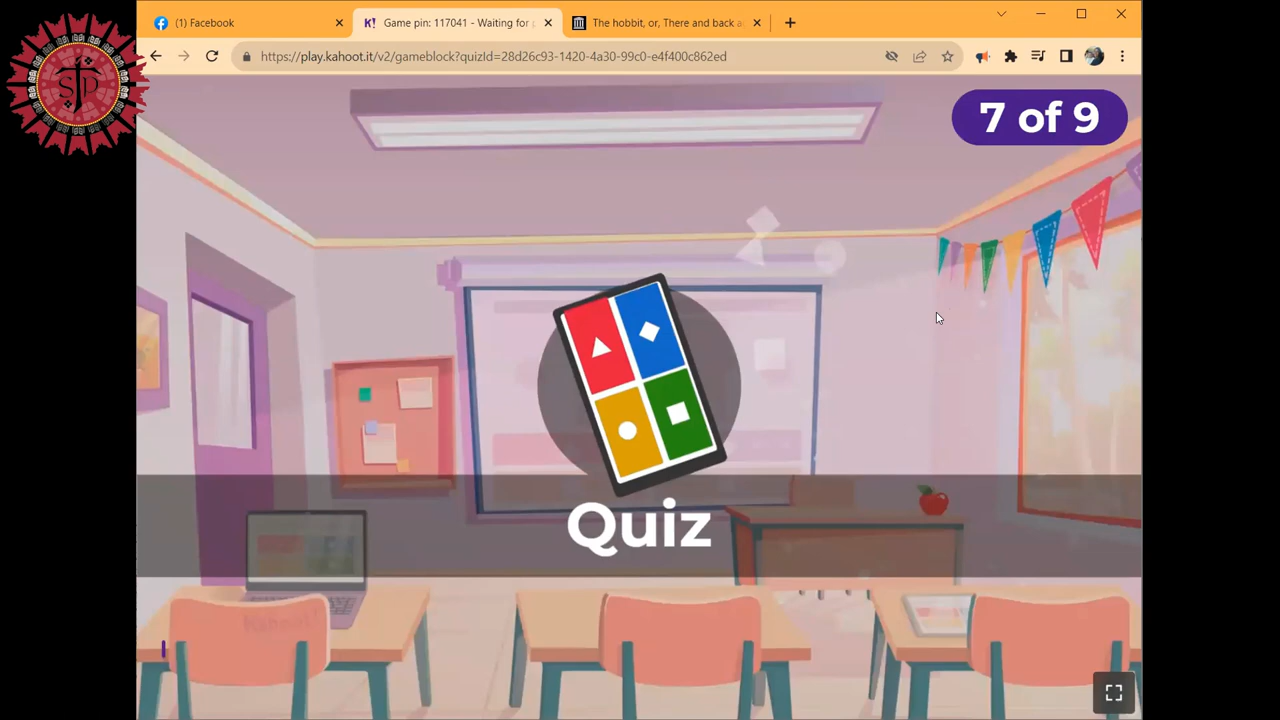 (1) Facebook
Game pin: 117041 - Waiting for
The hobbit, or, There and back
https://play.kahoot.it/v2/gameblock?quizId=28d26c93-1420-4a30-99c0-e4f400c862ed
7 of 9
Quiz
Kahoot!